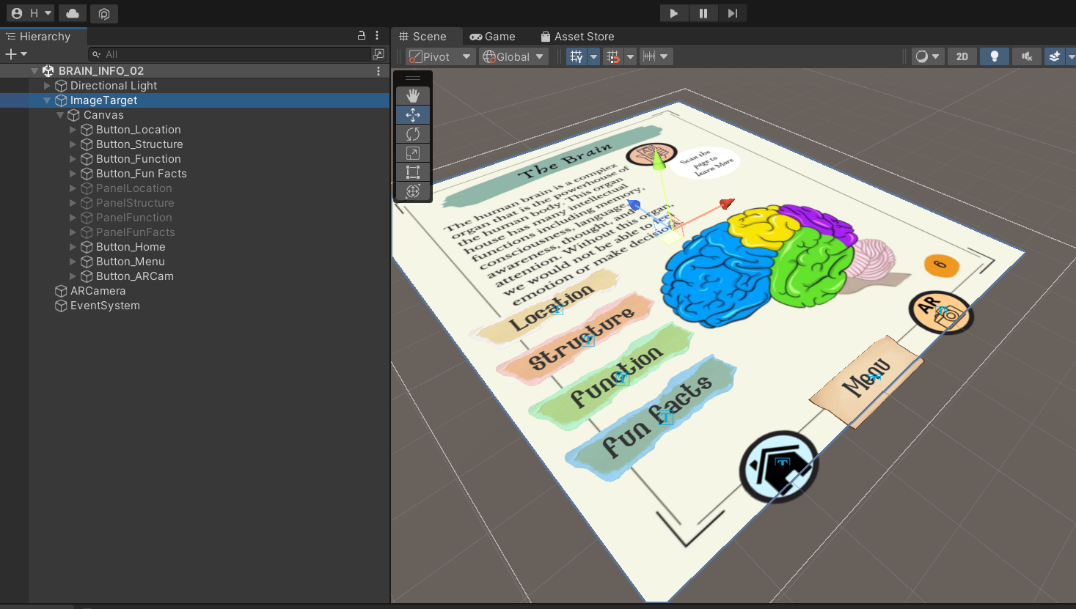 H
Hierarchy
Scene
Game
Asset Store
All
Pivot
Global
2D
BRAIN_INFO_02
Directional Light
ImageTarget
Canvas
Button_Location
Button_Structure
Button_Function
Button_Fun Facts
PanelLocation
PanelStructure
PanelFunction
PanelFunFacts
Button_Home
Button_Menu
Button_ARCam
ARCamera
EventSystem
The Brain
Scan the
page to
Learn More
The human brain is a complex
organ that is the powerhouse of
the human body. This organ
house has many intellectual
functions including memory,
consciousness, language,
awareness, thought, and
attention. Without this organ,
we would not be able to feel
emotion or make decisions.
Location
Structure
Function
Fun Facts
6
AR
Menu